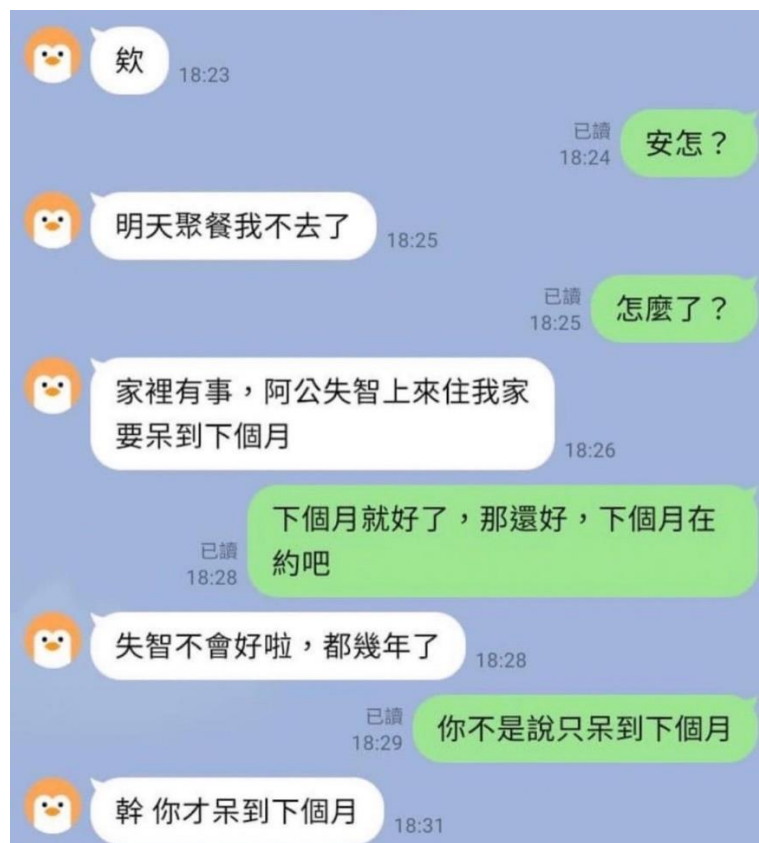 欸
18:23
已讀
18:24
安怎？
明天聚餐我不去了
18:25
已讀
18:25
怎麼了？
家裡有事，阿公失智上來住我家
要呆到下個月
18:26
下個月就好了，那還好，下個月在
約吧
已讀
18:28
失智不會好啦，都幾年了
18:28
已讀
18:29
你不是說只呆到下個月
幹 你才呆到下個月
18:31